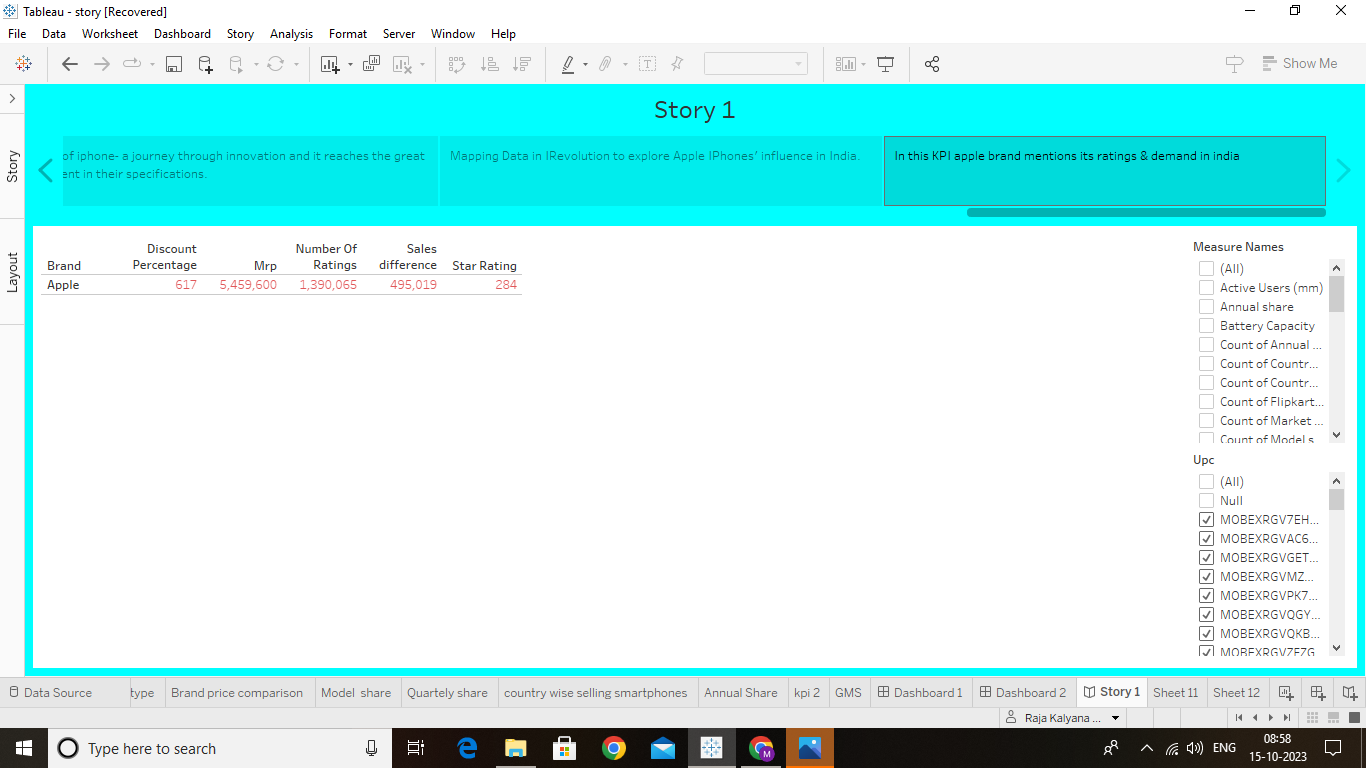 Tableau - story [Recovered]
File Data Worksheet Dashboard Story Analysis Format Server Window Help
Show Me
Story
Layout
Story 1
of iphone- a journey through innovation and it reaches the great
ent in their specifications.
Mapping Data in IRevolution to explore Apple IPhones' influence in India.
In this KPI apple brand mentions its ratings & demand in india
Brand Discount Percentage Mrp Number Of Ratings Sales difference Star Rating
Apple 617 5,459,600 1,390,065 495,019 284
Measure Names
(All)
Active Users (mm)
Annual share
Battery Capacity
Count of Annual ...
Count of Countr...
Count of Countr...
Count of Flipkart...
Count of Market ...
Count of Model s
Upc
(All)
Null
MOBEXRGV7EH...
MOBEXRGVAC6...
MOBEXRGVGET...
MOBEXRGVMZ...
MOBEXRGVPK7...
MOBEXRGVQGY...
MOBEXRGVQKB...
MOBEXRGVZFZG
Data Source type Brand price comparison Model share Quartely share country wise selling smartphones Annual Share kpi 2 GMS Dashboard 1 Dashboard 2 Story 1 Sheet 11 Sheet 12
Raja Kalyana ...
Type here to search
ENG
08:58
15-10-2023